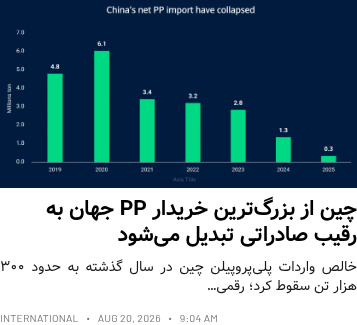 China's net PP import have collapsed
Millions ton
7.0
6.0
5.0
4.0
3.0
2.0
1.0
0.0
4.8
6.1
3.4
3.2
2.8
1.3
0.3
2019
2020
2021
2022
2023
2024
2025
Axis Title
چین از بزرگ‌ترین خریدار PP جهان به
رقیب صادراتی تبدیل می‌شود
خالص واردات پلی‌پروپیلن چین در سال گذشته به حدود ۳۰۰
هزار تن سقوط کرد؛ رقمی...
INTERNATIONAL • AUG 20, 2026 • 9:04 AM